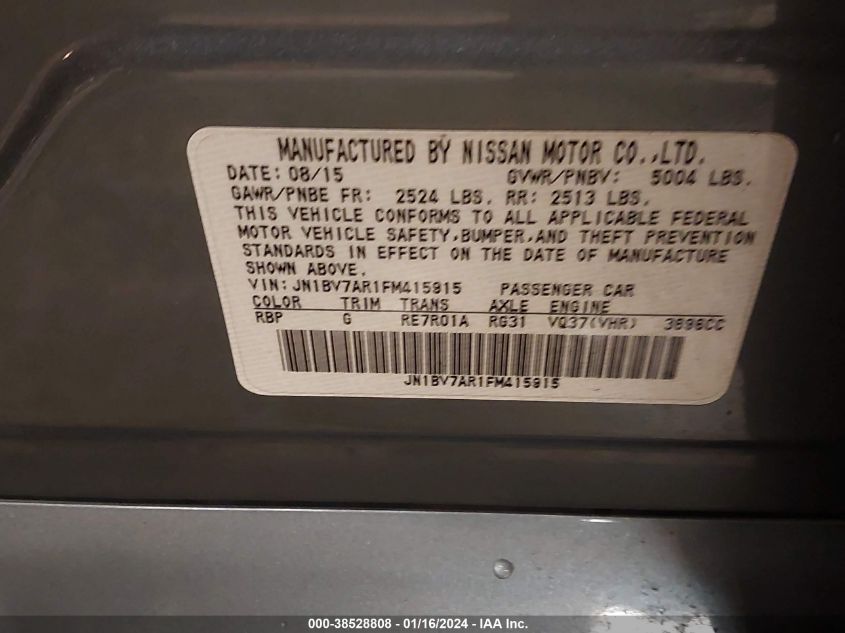 MANUFACTURED BY NISSAN MOTOR CO.,LTD.
DATE: 08/15 GVWR/PNBV: 5004 LBS.
GAWR/PNBE FR: 2524 LBS. RR: 2513 LBS.
THIS VEHICLE CONFORMS TO ALL APPLICABLE FEDERAL
MOTOR VEHICLE SAFETY,BUMPER,AND THEFT PREVENTION
STANDARDS IN EFFECT ON THE DATE OF MANUFACTURE
SHOWN ABOVE.
VIN: JN1BV7AR1FM415915 PASSENGER CAR
COLOR TRIM TRANS AXLE ENGINE
RBP G RE7R01A RG31 VQ37(VHR) 3696CC
JN1BV7AR1FM415915
000-38528808 - 01/16/2024 - IAA Inc.